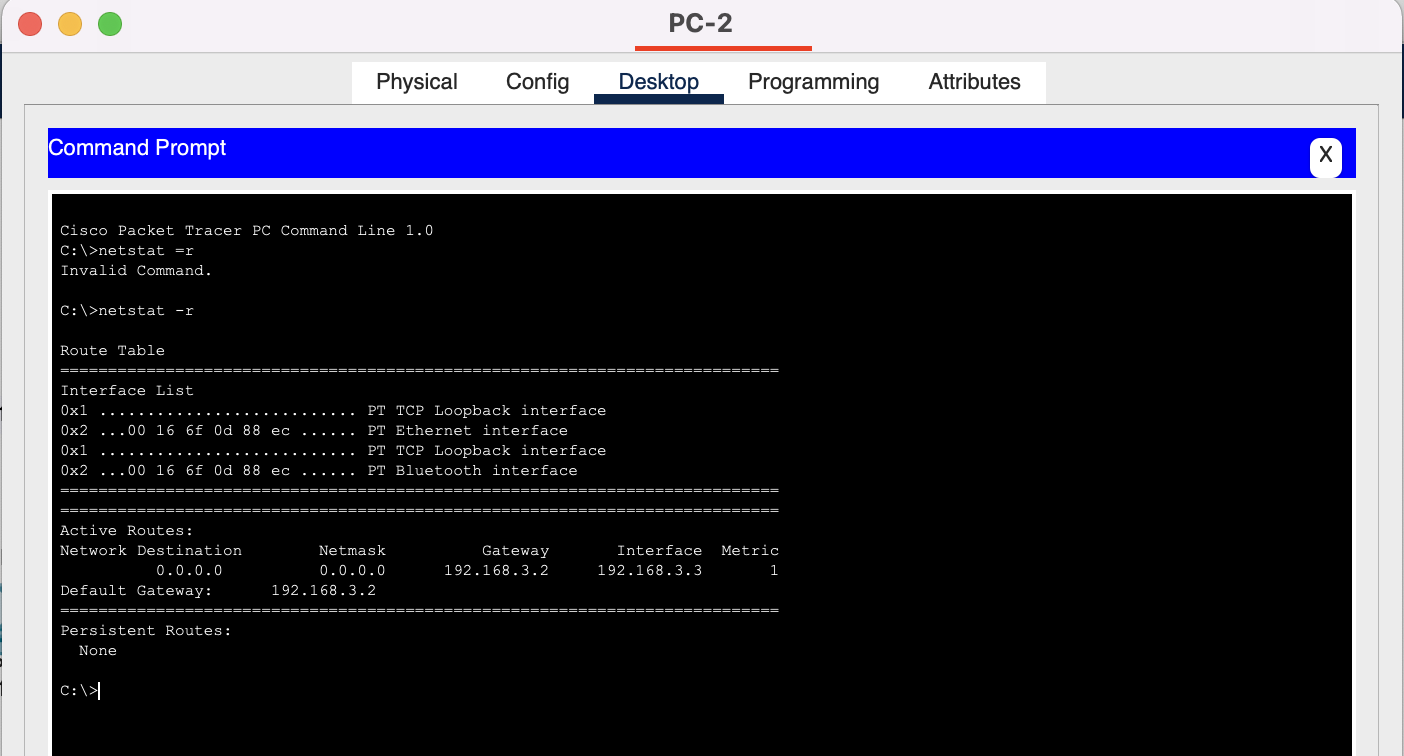 PC-2
Physical Config Desktop Programming Attributes
Command Prompt
X
Cisco Packet Tracer PC Command Line 1.0
C:\>netstat =r
Invalid Command.
C:\>netstat -r
Route Table
===========================================================================
Interface List
0x1 ........................... PT TCP Loopback interface
0x2 ...00 16 6f 0d 88 ec ...... PT Ethernet interface
0x1 ........................... PT TCP Loopback interface
0x2 ...00 16 6f 0d 88 ec ...... PT Bluetooth interface
===========================================================================
===========================================================================
Active Routes:
Network Destination        Netmask          Gateway       Interface  Metric
          0.0.0.0          0.0.0.0      192.168.3.2     192.168.3.3       1
Default Gateway:      192.168.3.2
===========================================================================
Persistent Routes:
  None
C:\>